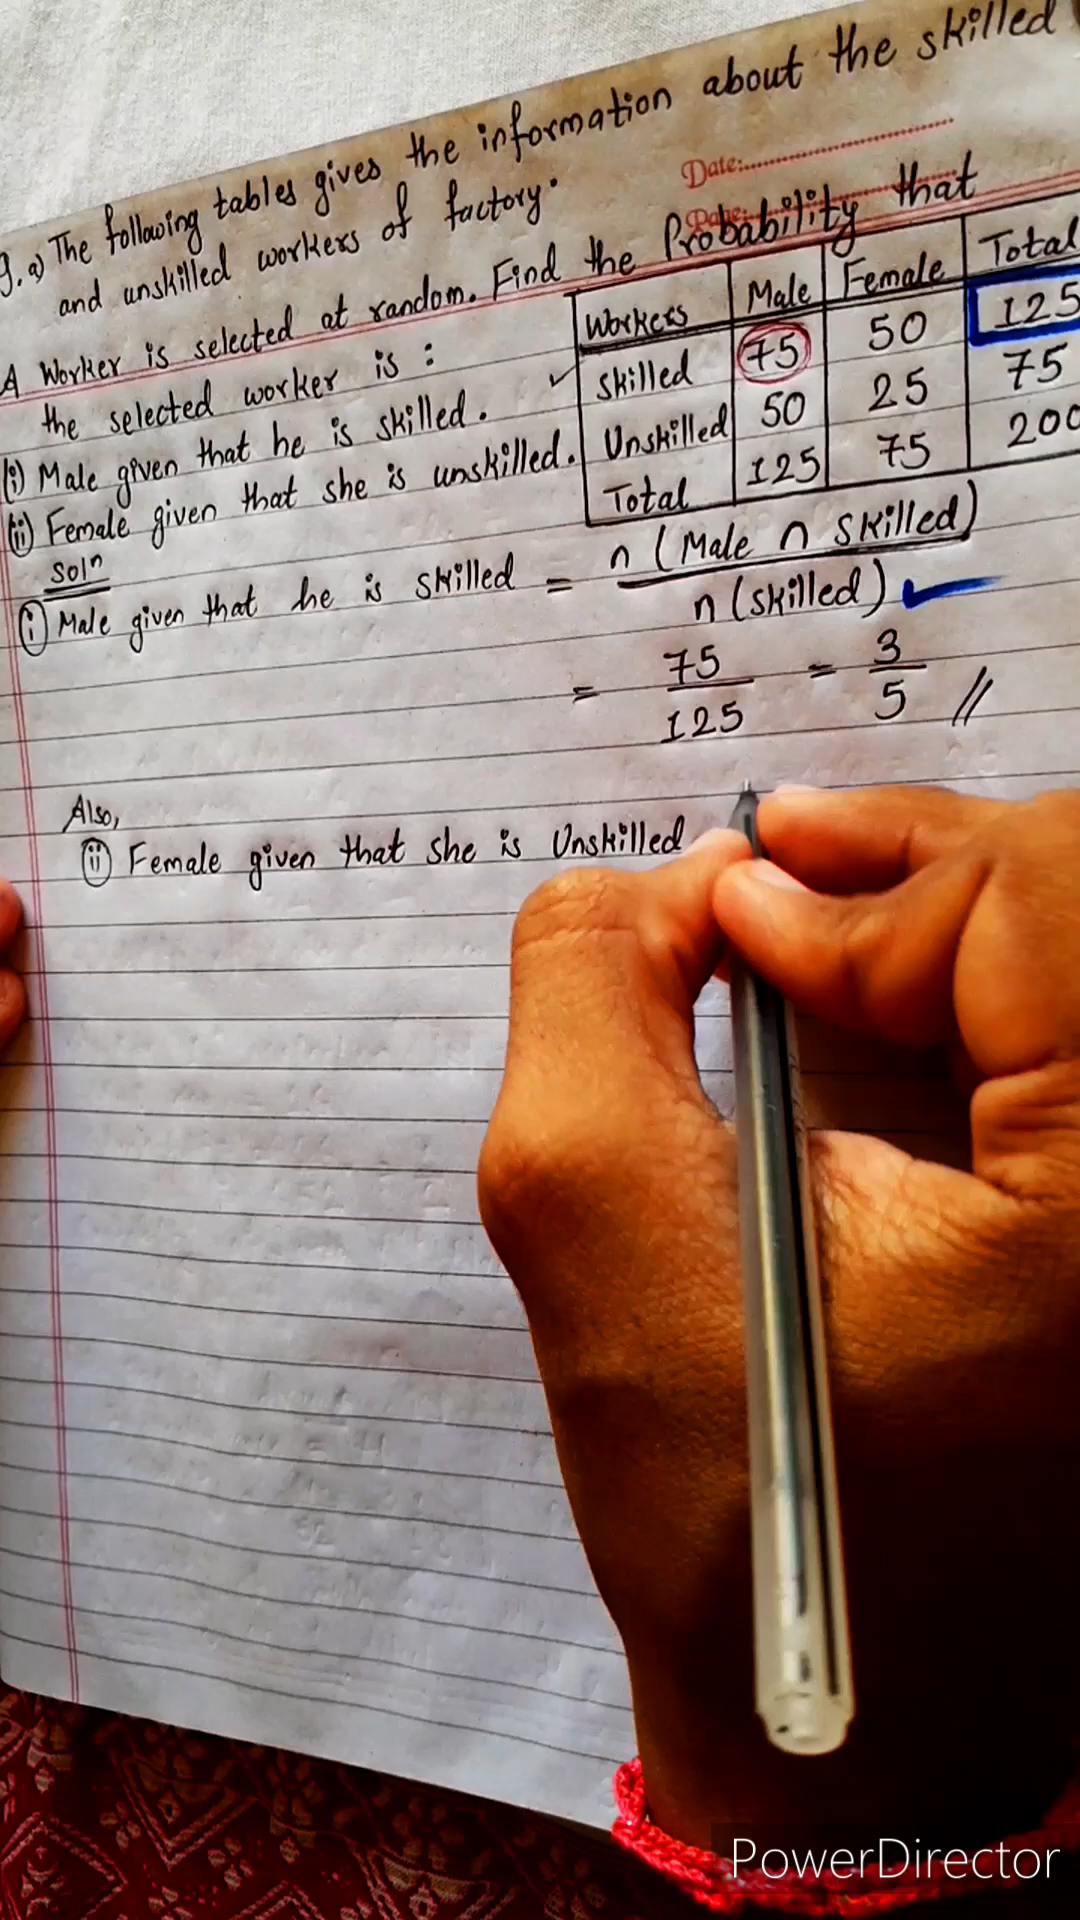 9. a) The following tables gives the information about the skilled
and unskilled workers of factory.
Date:
A Worker is selected at random. Find the Probability that
the selected worker is :
(i) Male given that he is skilled.
(ii) Female given that she is unskilled.
Workers Male Female Total
Skilled 75 50 125
Unskilled 50 25 75
Total 125 75 200
Solⁿ
(i) Male given that he is skilled = n (Male ∩ Skilled) / n (skilled)
= 75/125 = 3/5 //
Also,
(ii) Female given that she is Unskilled
PowerDirector